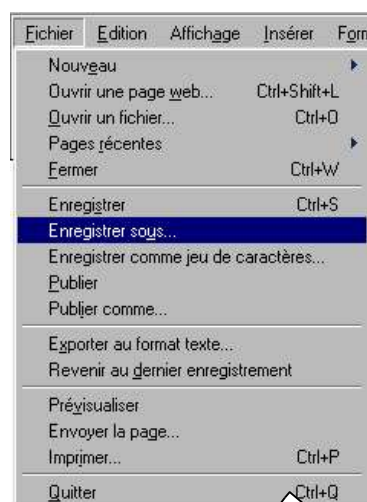 Fichier Edition Affichage Insérer Form
Nouveau
Ouvrir une page web... Ctrl+Shift+L
Ouvrir un fichier... Ctrl+O
Pages récentes
Fermer Ctrl+W
Enregistrer Ctrl+S
Enregistrer sous...
Enregistrer comme jeu de caractères...
Publier
Publier comme...
Exporter au format texte...
Revenir au dernier enregistrement
Prévisualiser
Envoyer la page...
Imprimer... Ctrl+P
Quitter Ctrl+Q